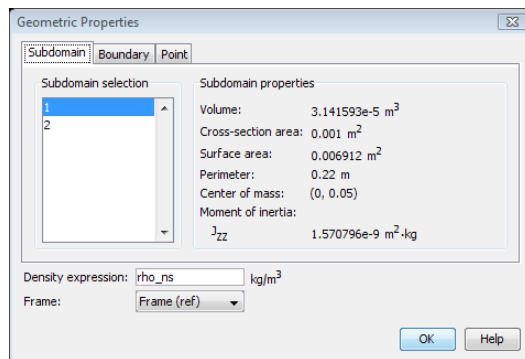 Geometric Properties
Subdomain Boundary Point
Subdomain selection
1
2
Subdomain properties
Volume: 3.141593e-5 m³
Cross-section area: 0.001 m²
Surface area: 0.006912 m²
Perimeter: 0.22 m
Center of mass: (0, 0.05)
Moment of inertia:
Jzz 1.570796e-9 m²·kg
Density expression: rho_ns kg/m³
Frame: Frame (ref)
OK Help